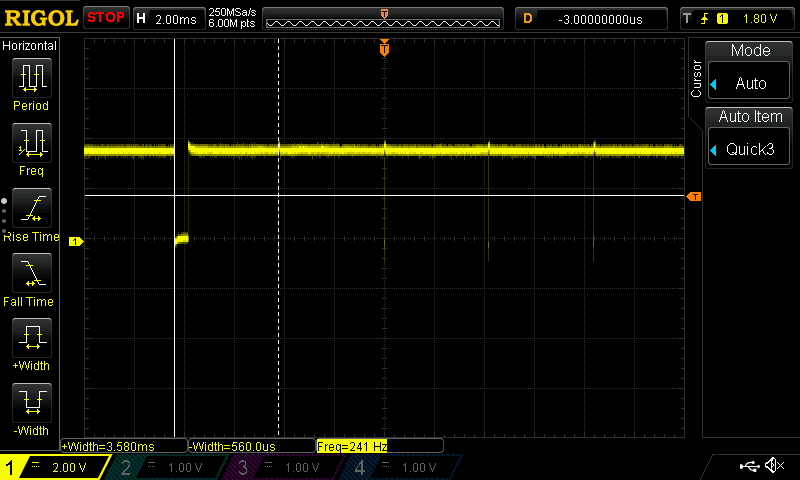 RIGOL STOP H 2.00ms 250MSa/s 6.00M pts T D -3.00000000us T 1 1.80 V
Horizontal
Period
Freq
Rise Time
Fall Time
+Width
-Width
T
1
T
Cursor
Mode
Auto
Auto Item
Quick3
+Width=3.580ms -Width=560.0us Freq=241 Hz
1 2.00 V 2 1.00 V 3 1.00 V 4 1.00 V